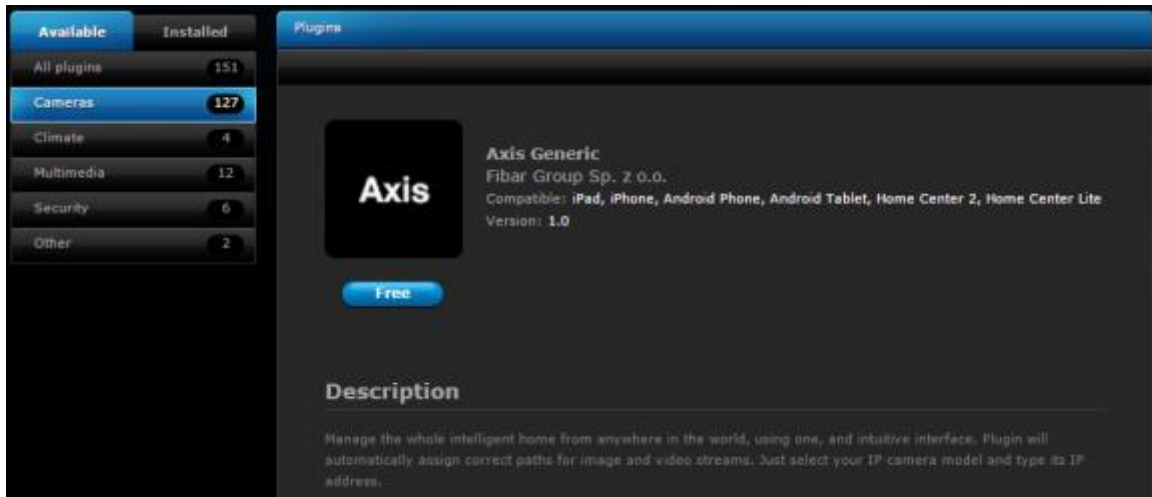 Available Installed
All plugins 151
Cameras 127
Climate 4
Multimedia 12
Security 6
Other 2
Plugins
Axis
Axis Generic
Fibar Group Sp. z o.o.
Compatible: iPad, iPhone, Android Phone, Android Tablet, Home Center 2, Home Center Lite
Version: 1.0
Free
Description
Manage the whole intelligent home from anywhere in the world, using one, and intuitive interface. Plugin will
automatically assign correct paths for image and video streams. Just select your IP camera model and type its IP
address.